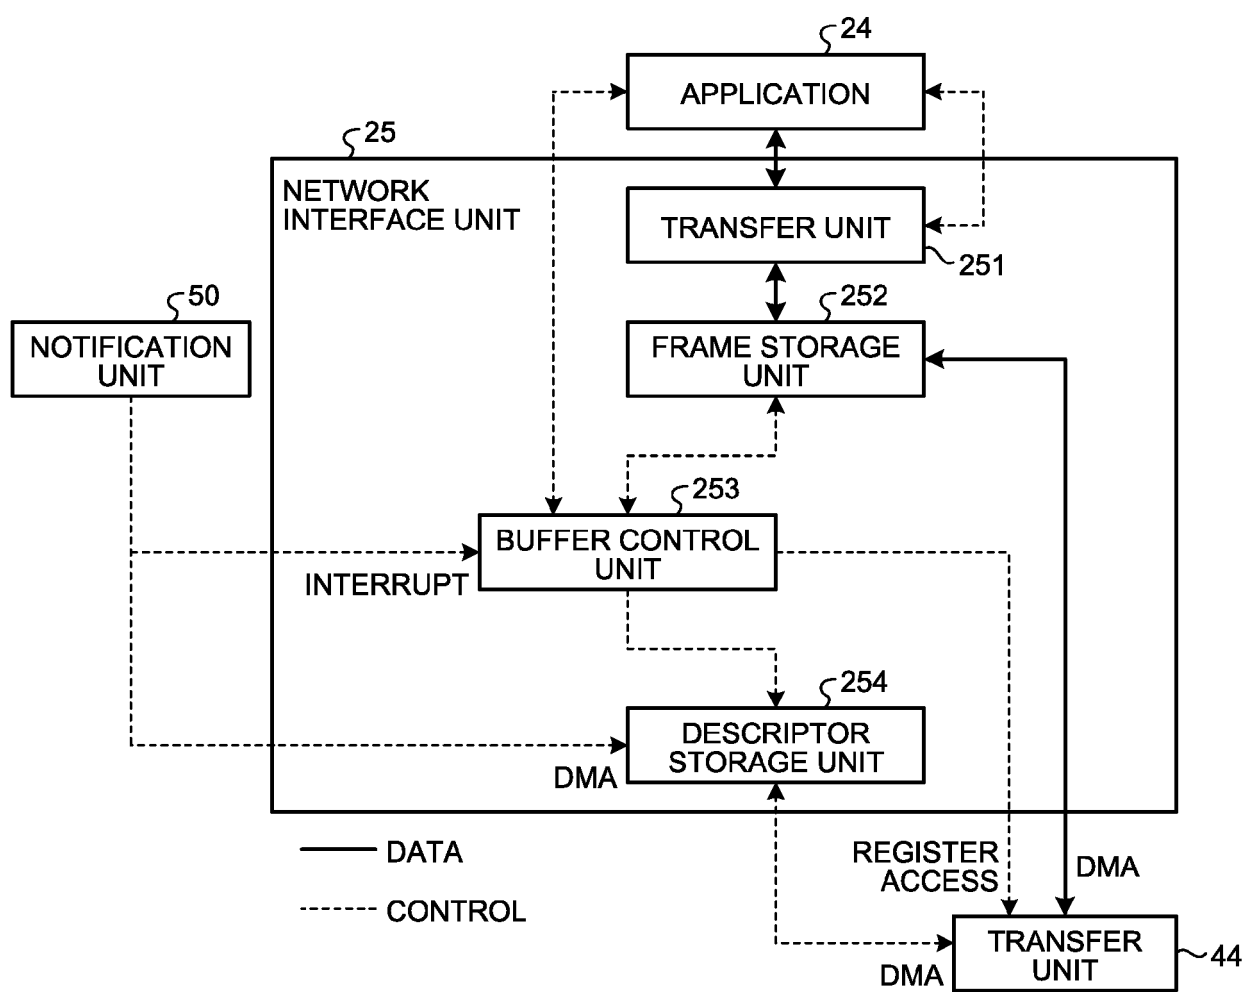 24
APPLICATION
25
NETWORK
INTERFACE UNIT
TRANSFER UNIT
251
50
NOTIFICATION
UNIT
252
FRAME STORAGE
UNIT
253
BUFFER CONTROL
UNIT
INTERRUPT
254
DESCRIPTOR
STORAGE UNIT
DMA
DATA
CONTROL
REGISTER
ACCESS
DMA
TRANSFER
UNIT
44
DMA